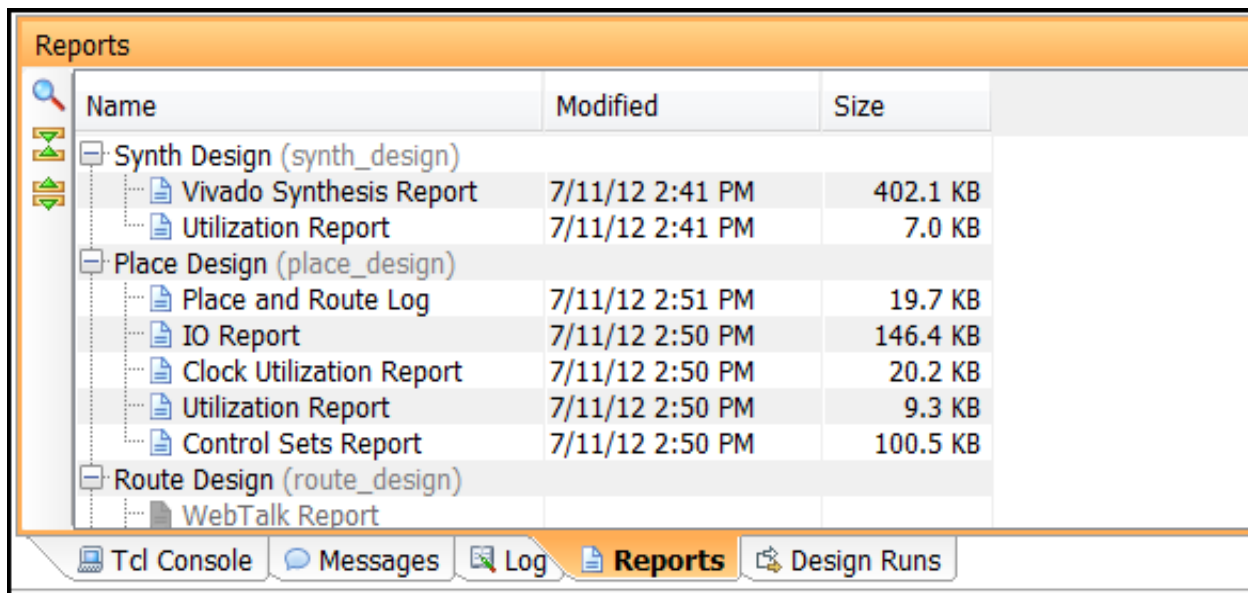 Reports
Name Modified Size
Synth Design (synth_design)
Vivado Synthesis Report 7/11/12 2:41 PM 402.1 KB
Utilization Report 7/11/12 2:41 PM 7.0 KB
Place Design (place_design)
Place and Route Log 7/11/12 2:51 PM 19.7 KB
IO Report 7/11/12 2:50 PM 146.4 KB
Clock Utilization Report 7/11/12 2:50 PM 20.2 KB
Utilization Report 7/11/12 2:50 PM 9.3 KB
Control Sets Report 7/11/12 2:50 PM 100.5 KB
Route Design (route_design)
WebTalk Report
Tcl Console Messages Log Reports Design Runs